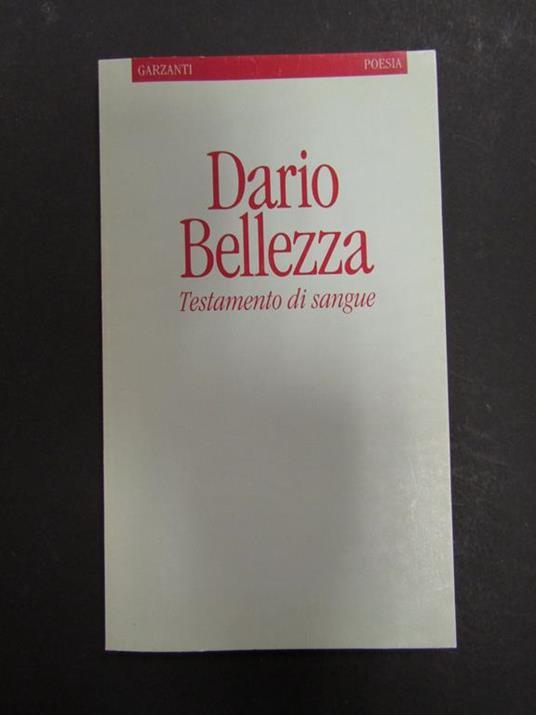 GARZANTI POESIA
Dario
Bellezza
Testamento di sangue